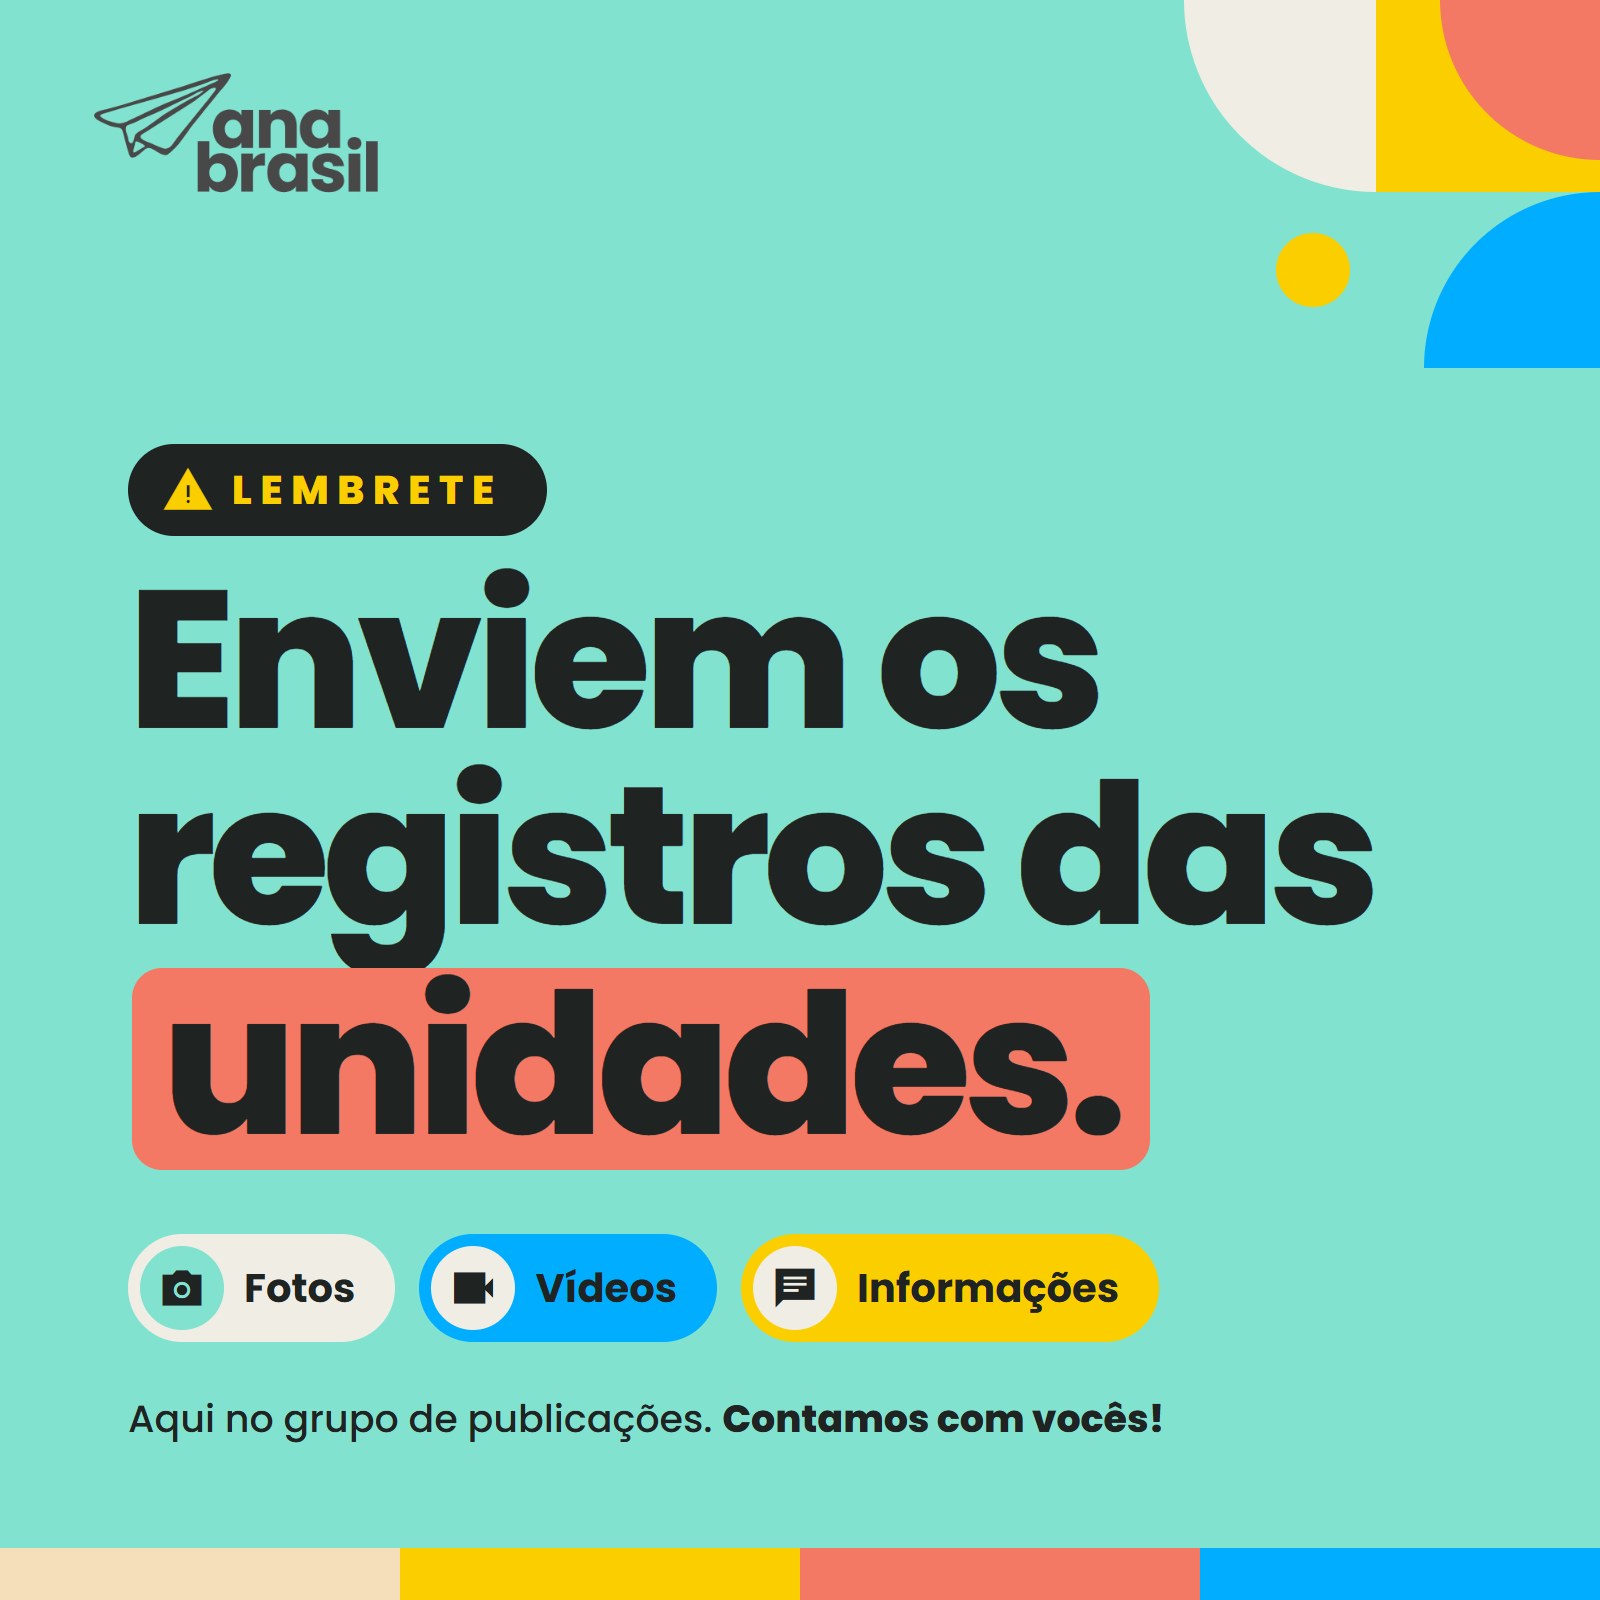 ana
brasil
LEMBRETE
Enviem os
registros das
unidades.
Fotos
Vídeos
Informações
Aqui no grupo de publicações. Contamos com vocês!